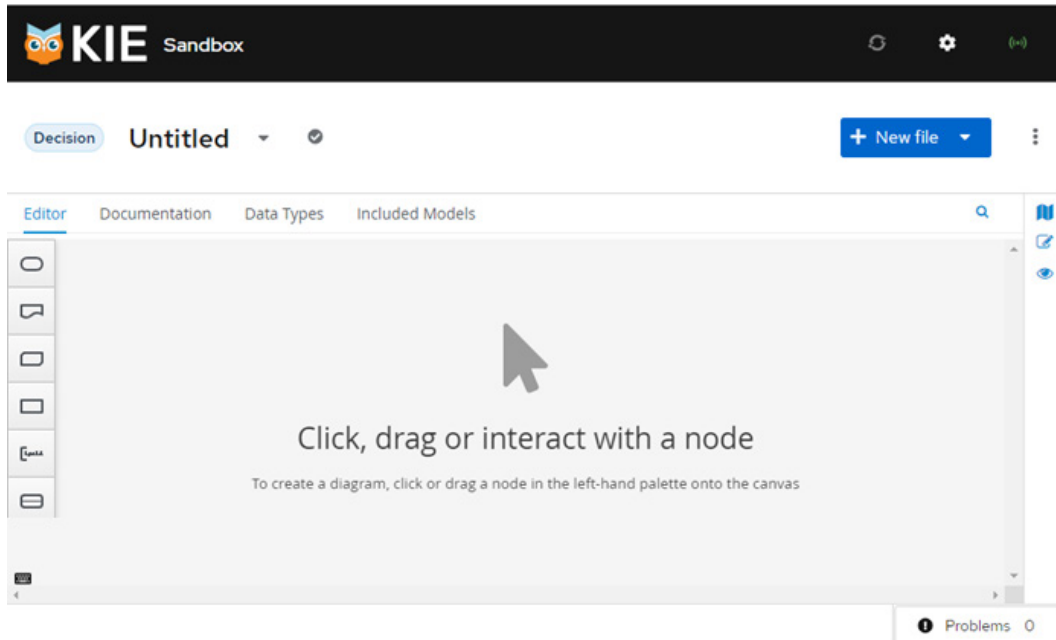 KIE Sandbox
Decision Untitled
+ New file
Editor Documentation Data Types Included Models
Click, drag or interact with a node
To create a diagram, click or drag a node in the left-hand palette onto the canvas
Problems 0